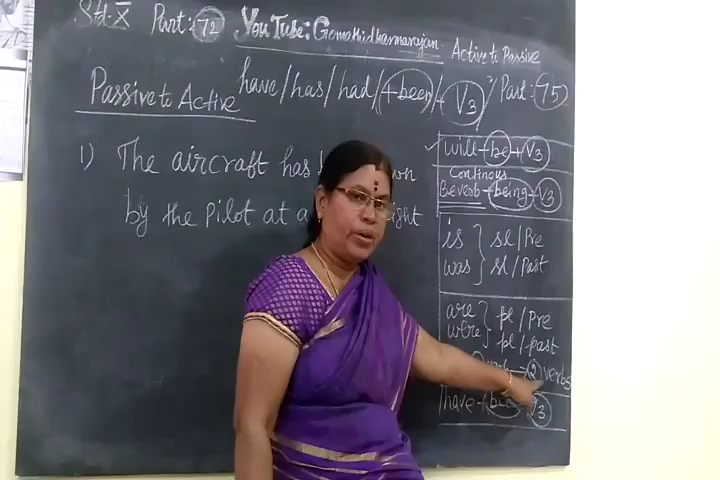 Std-X Part: 72 YouTube: Gomathidharmarajan
Active to Passive
Part: 75
Passive to Active have/has/had/+been/+V3
1) The aircraft has
by the Pilot at a
will+be+V3
Continous
Beverb+being+V3
is } sl/Pre
was } sl/Past
are } pl/Pre
were } pl/past
2 verbs
have+be V3